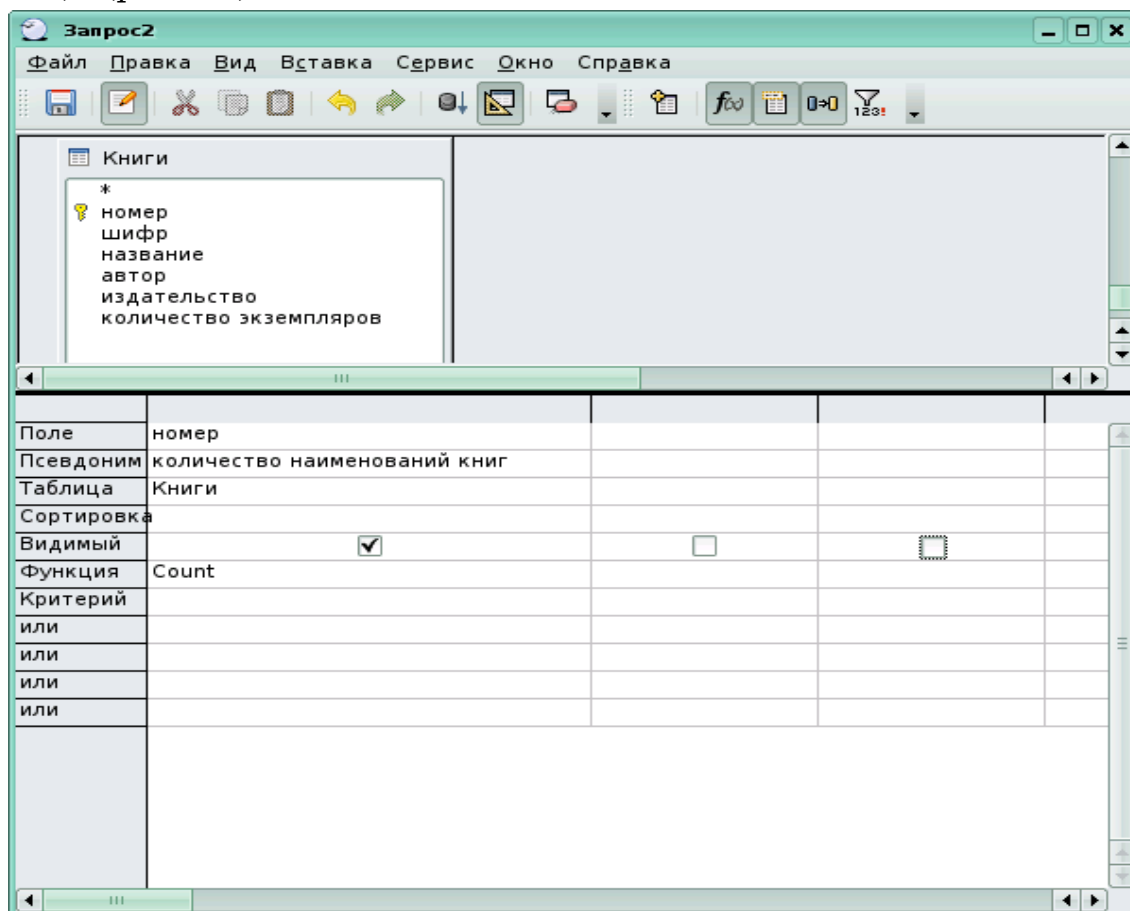 Запрос2
Файл Правка Вид Вставка Сервис Окно Справка
f(x) 123!
Книги
*
номер
шифр
название
автор
издательство
количество экземпляров
Поле номер
Псевдоним количество наименований книг
Таблица Книги
Сортировка
Видимый
Функция Count
Критерий
или
или
или
или